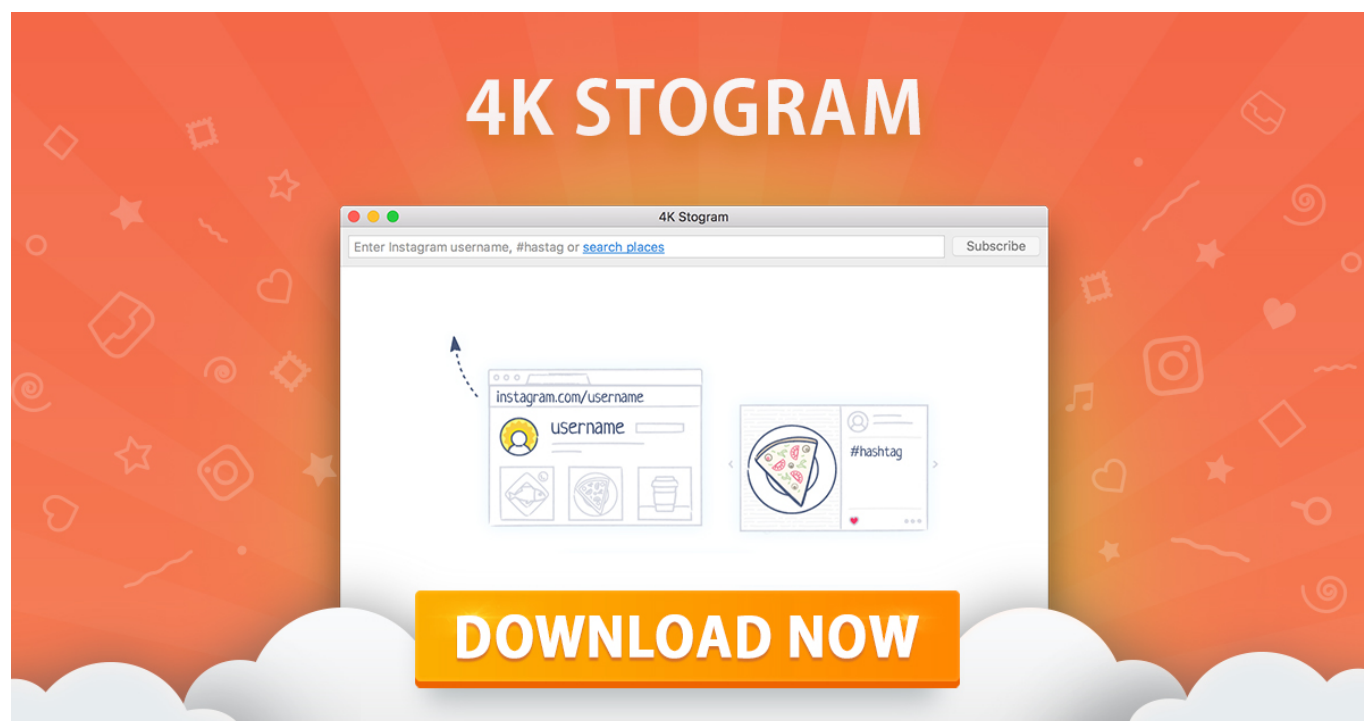 4K STOGRAM
4K Stogram
Enter Instagram username, #hastag or search places
Subscribe
instagram.com/username
username
#hashtag
DOWNLOAD NOW